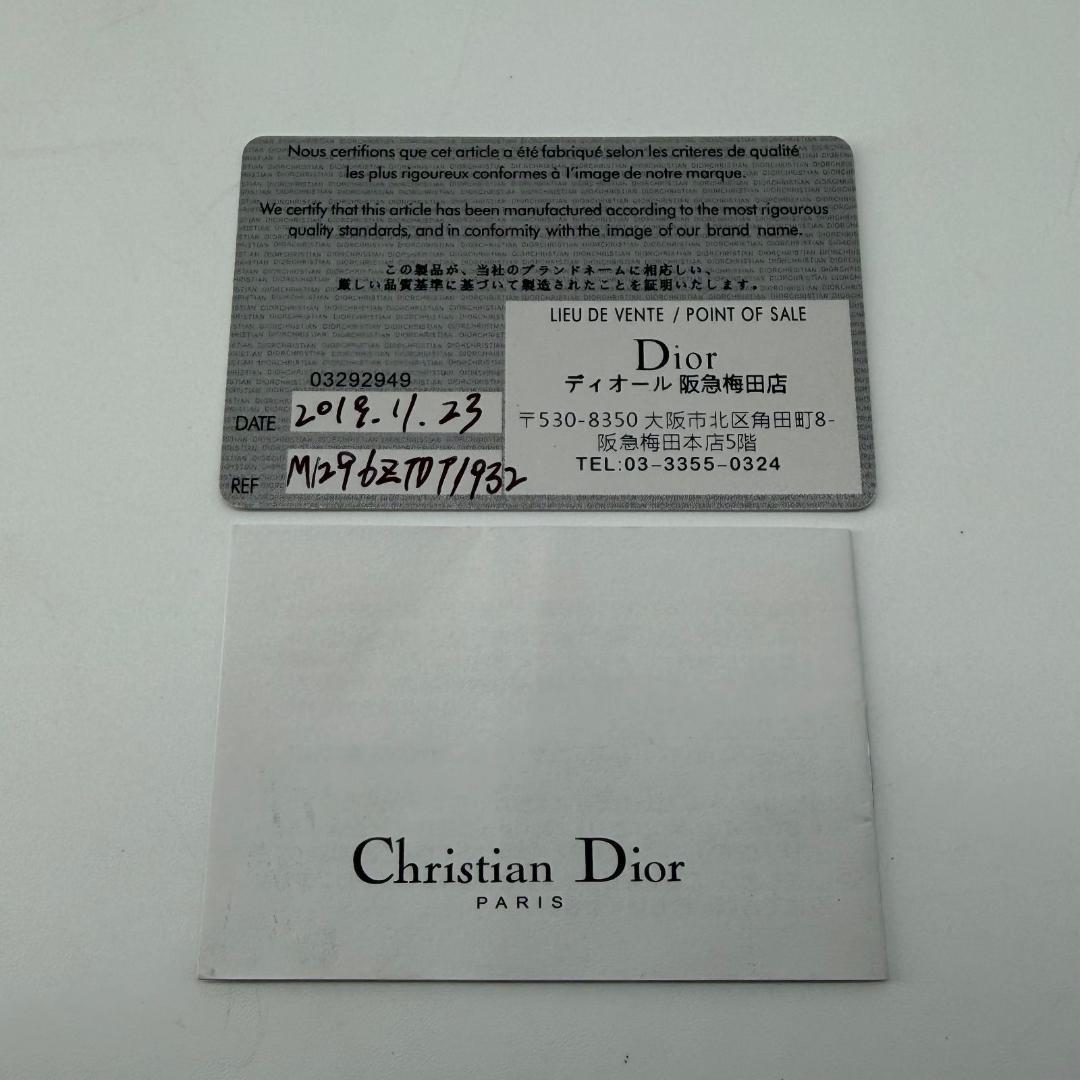 Nous certifions que cet article a été fabriqué selon les criteres de qualité
les plus rigoureux conformes à l'image de notre marque.
We certify that this article has been manufactured according to the most rigourous
quality standards, and in conformity with the image of our brand name.
この製品が、当社のブランドネームに相応しい、
厳しい品質基準に基づいて製造されたことを証明いたします。
LIEU DE VENTE / POINT OF SALE
Dior
ディオール 阪急梅田店
〒530-8350 大阪市北区角田町8-
阪急梅田本店5階
TEL:03-3355-0324
03292949
DATE 2019.11.23
REF M1296ZTDT1932
Christian Dior
PARIS